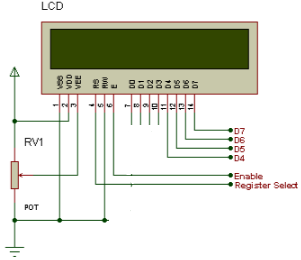 LCD
VSS VDD VEE RS RW E D0 D1 D2 D3 D4 D5 D6 D7
1 2 3 4 5 6 7 8 9 10 11 12 13 14
RV1
POT
D7
D6
D5
D4
Enable
Register Select